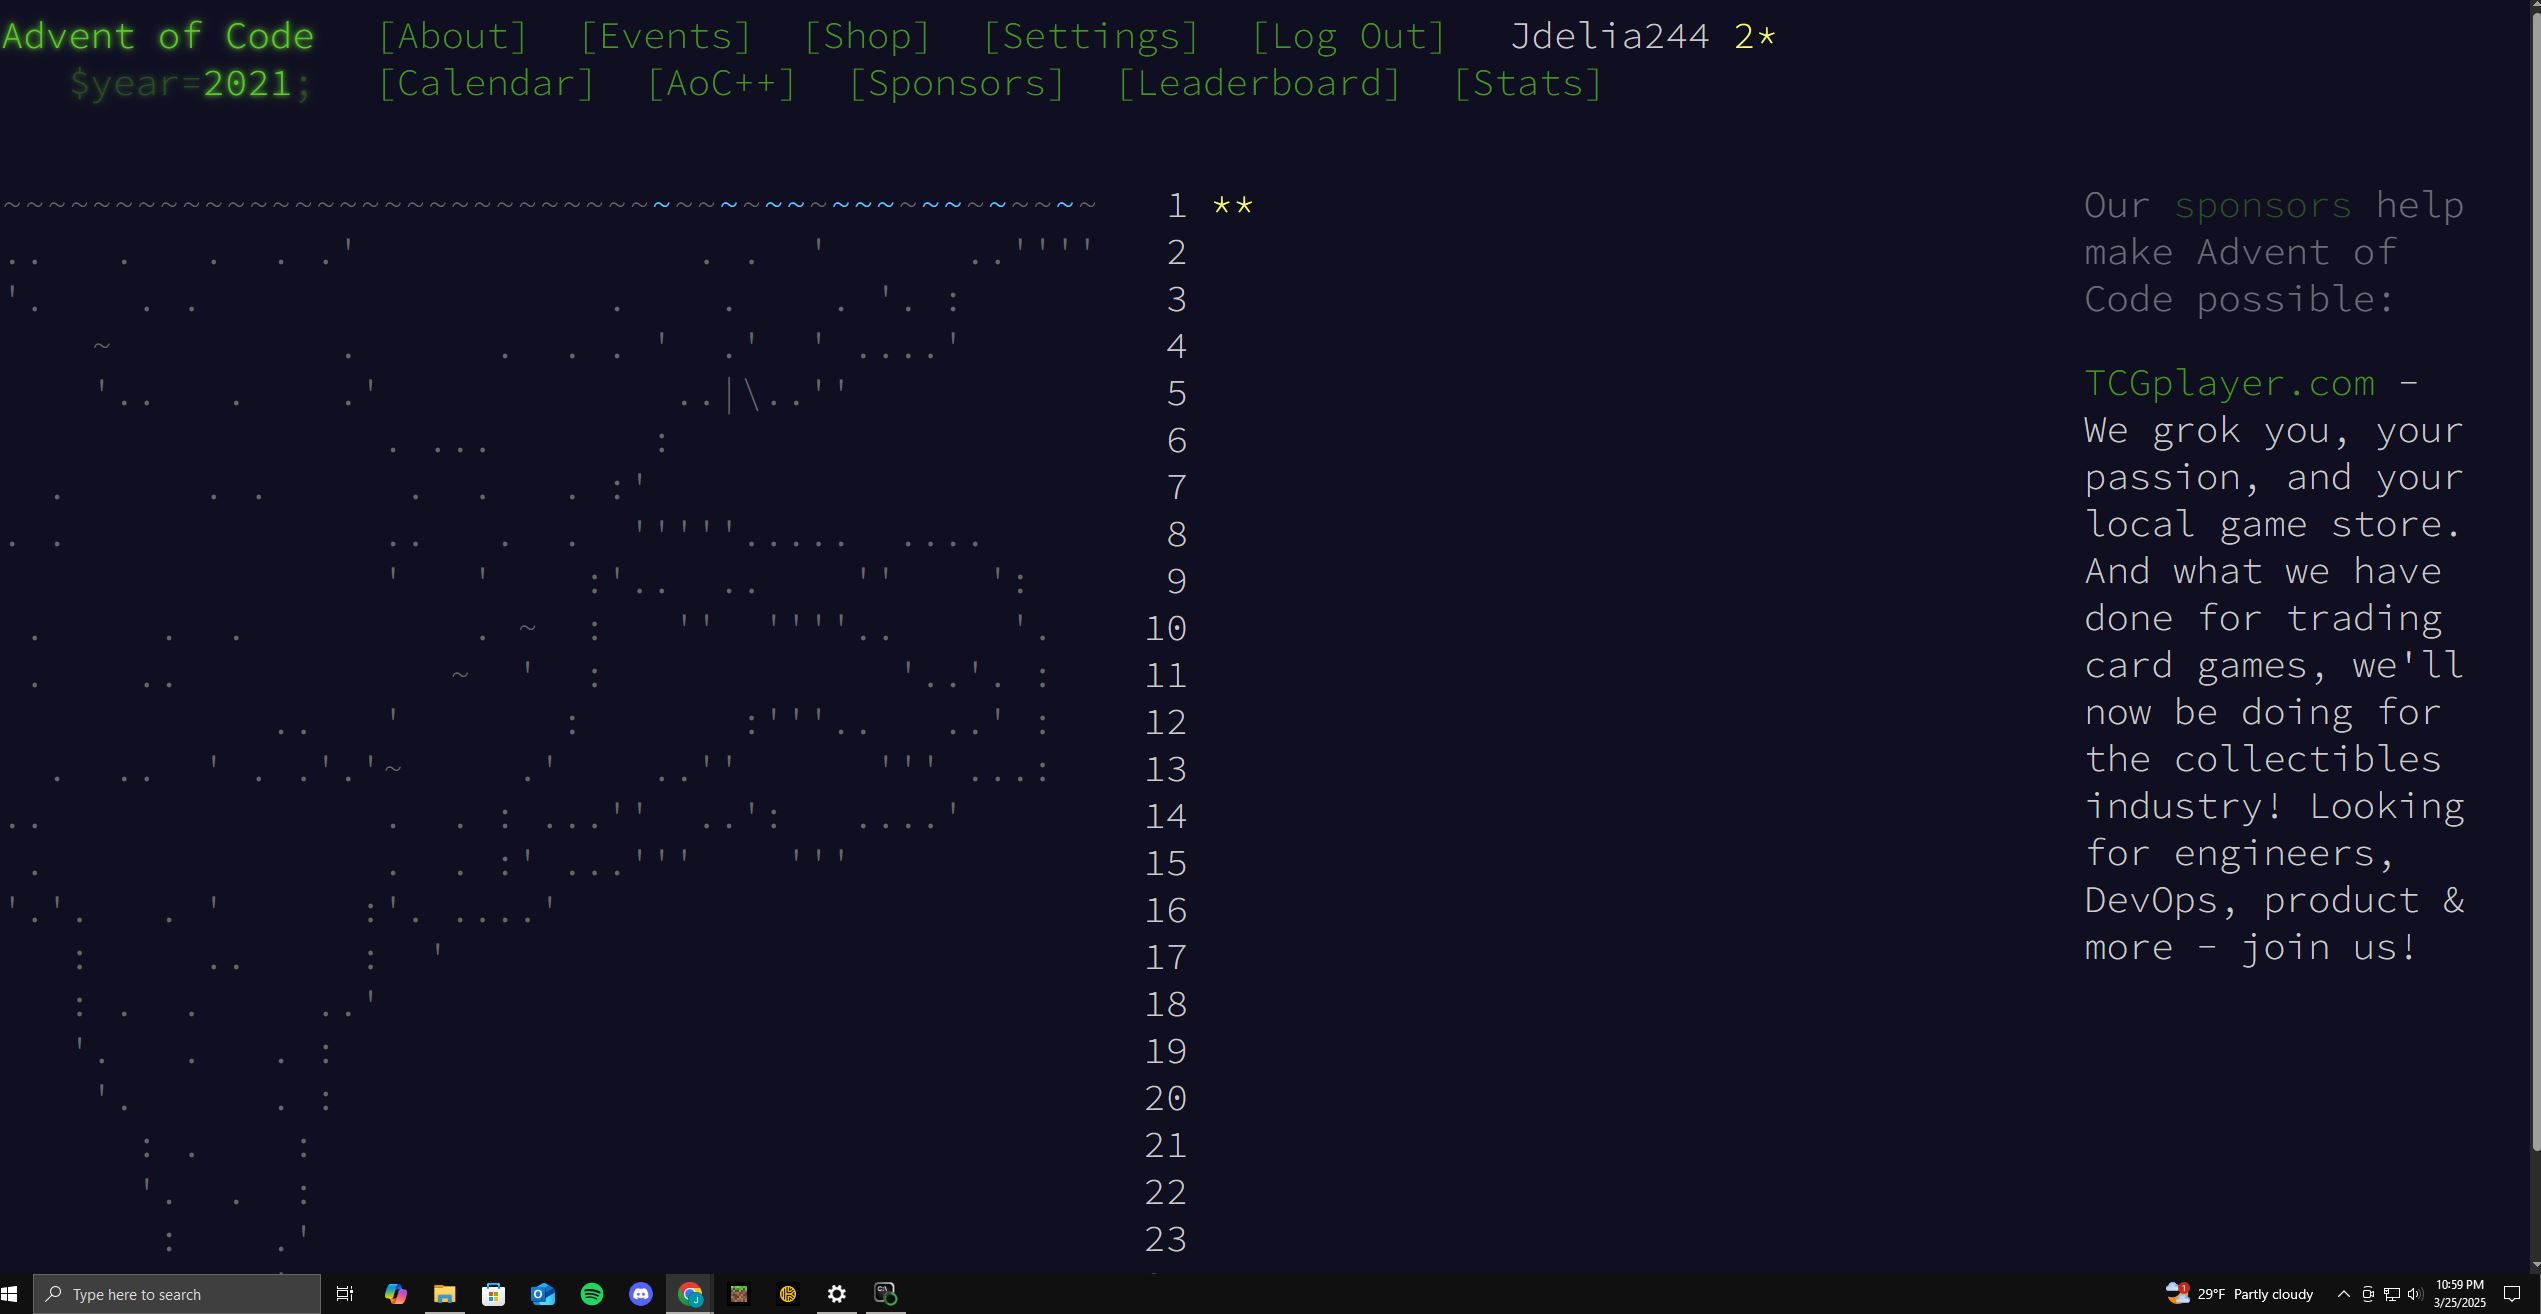 Advent of Code [About] [Events] [Shop] [Settings] [Log Out] Jdelia244 2*
$year=2021; [Calendar] [AoC++] [Sponsors] [Leaderboard] [Stats]
1 **
2
3
4
5
6
7
8
9
10
11
12
13
14
15
16
17
18
19
20
21
22
23
Our sponsors help
make Advent of
Code possible:
TCGplayer.com -
We grok you, your
passion, and your
local game store.
And what we have
done for trading
card games, we'll
now be doing for
the collectibles
industry! Looking
for engineers,
DevOps, product &
more - join us!
Type here to search
29°F Partly cloudy
10:59 PM
3/25/2025